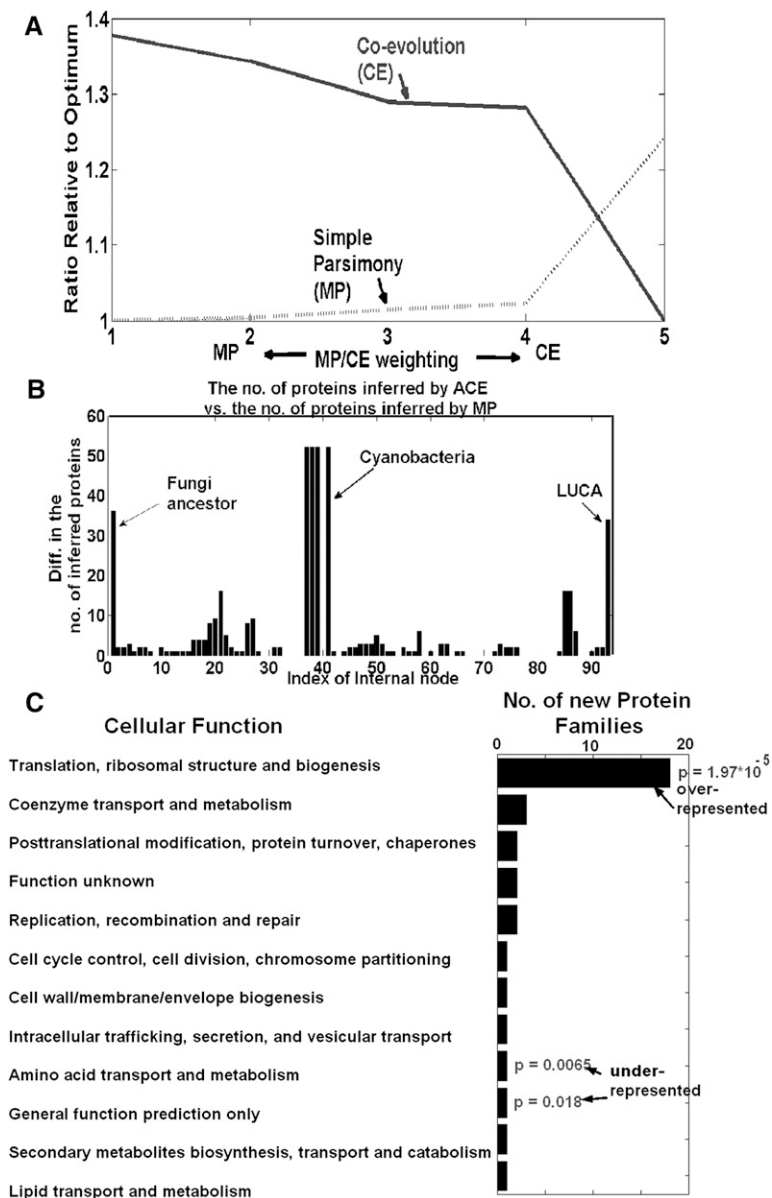 A
Ratio Relative to Optimum
1.4
1.3
1.2
1.1
1
Co-evolution
(CE)
Simple
Parsimony
(MP)
1 2 3 4 5
MP MP/CE weighting CE
B
The no. of proteins inferred by ACE
vs. the no. of proteins inferred by MP
Diff. in the
no. of inferred proteins
60
50
40
30
20
10
0
Fungi
ancestor
Cyanobacteria
LUCA
0 10 20 30 40 50 60 70 80 90
Index of Internal node
C
Cellular Function
No. of new Protein
Families
0 10 20
Translation, ribosomal structure and biogenesis
p = 1.97*10^-5
over-
represented
Coenzyme transport and metabolism
Posttranslational modification, protein turnover, chaperones
Function unknown
Replication, recombination and repair
Cell cycle control, cell division, chromosome partitioning
Cell wall/membrane/envelope biogenesis
Intracellular trafficking, secretion, and vesicular transport
Amino acid transport and metabolism
p = 0.0065
under-
represented
General function prediction only
p = 0.018
Secondary metabolites biosynthesis, transport and catabolism
Lipid transport and metabolism